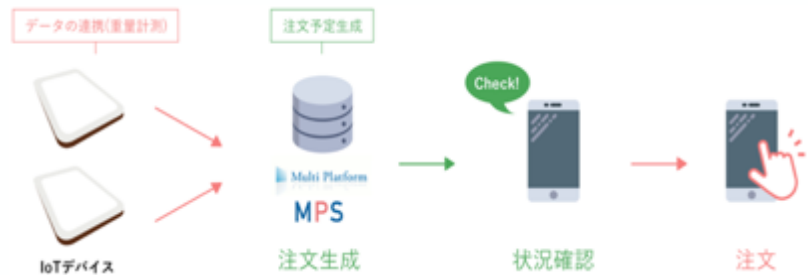 データの連携(重量計測)
注文予定生成
Check!
Multi Platform
MPS
IoTデバイス
注文生成
状況確認
注文